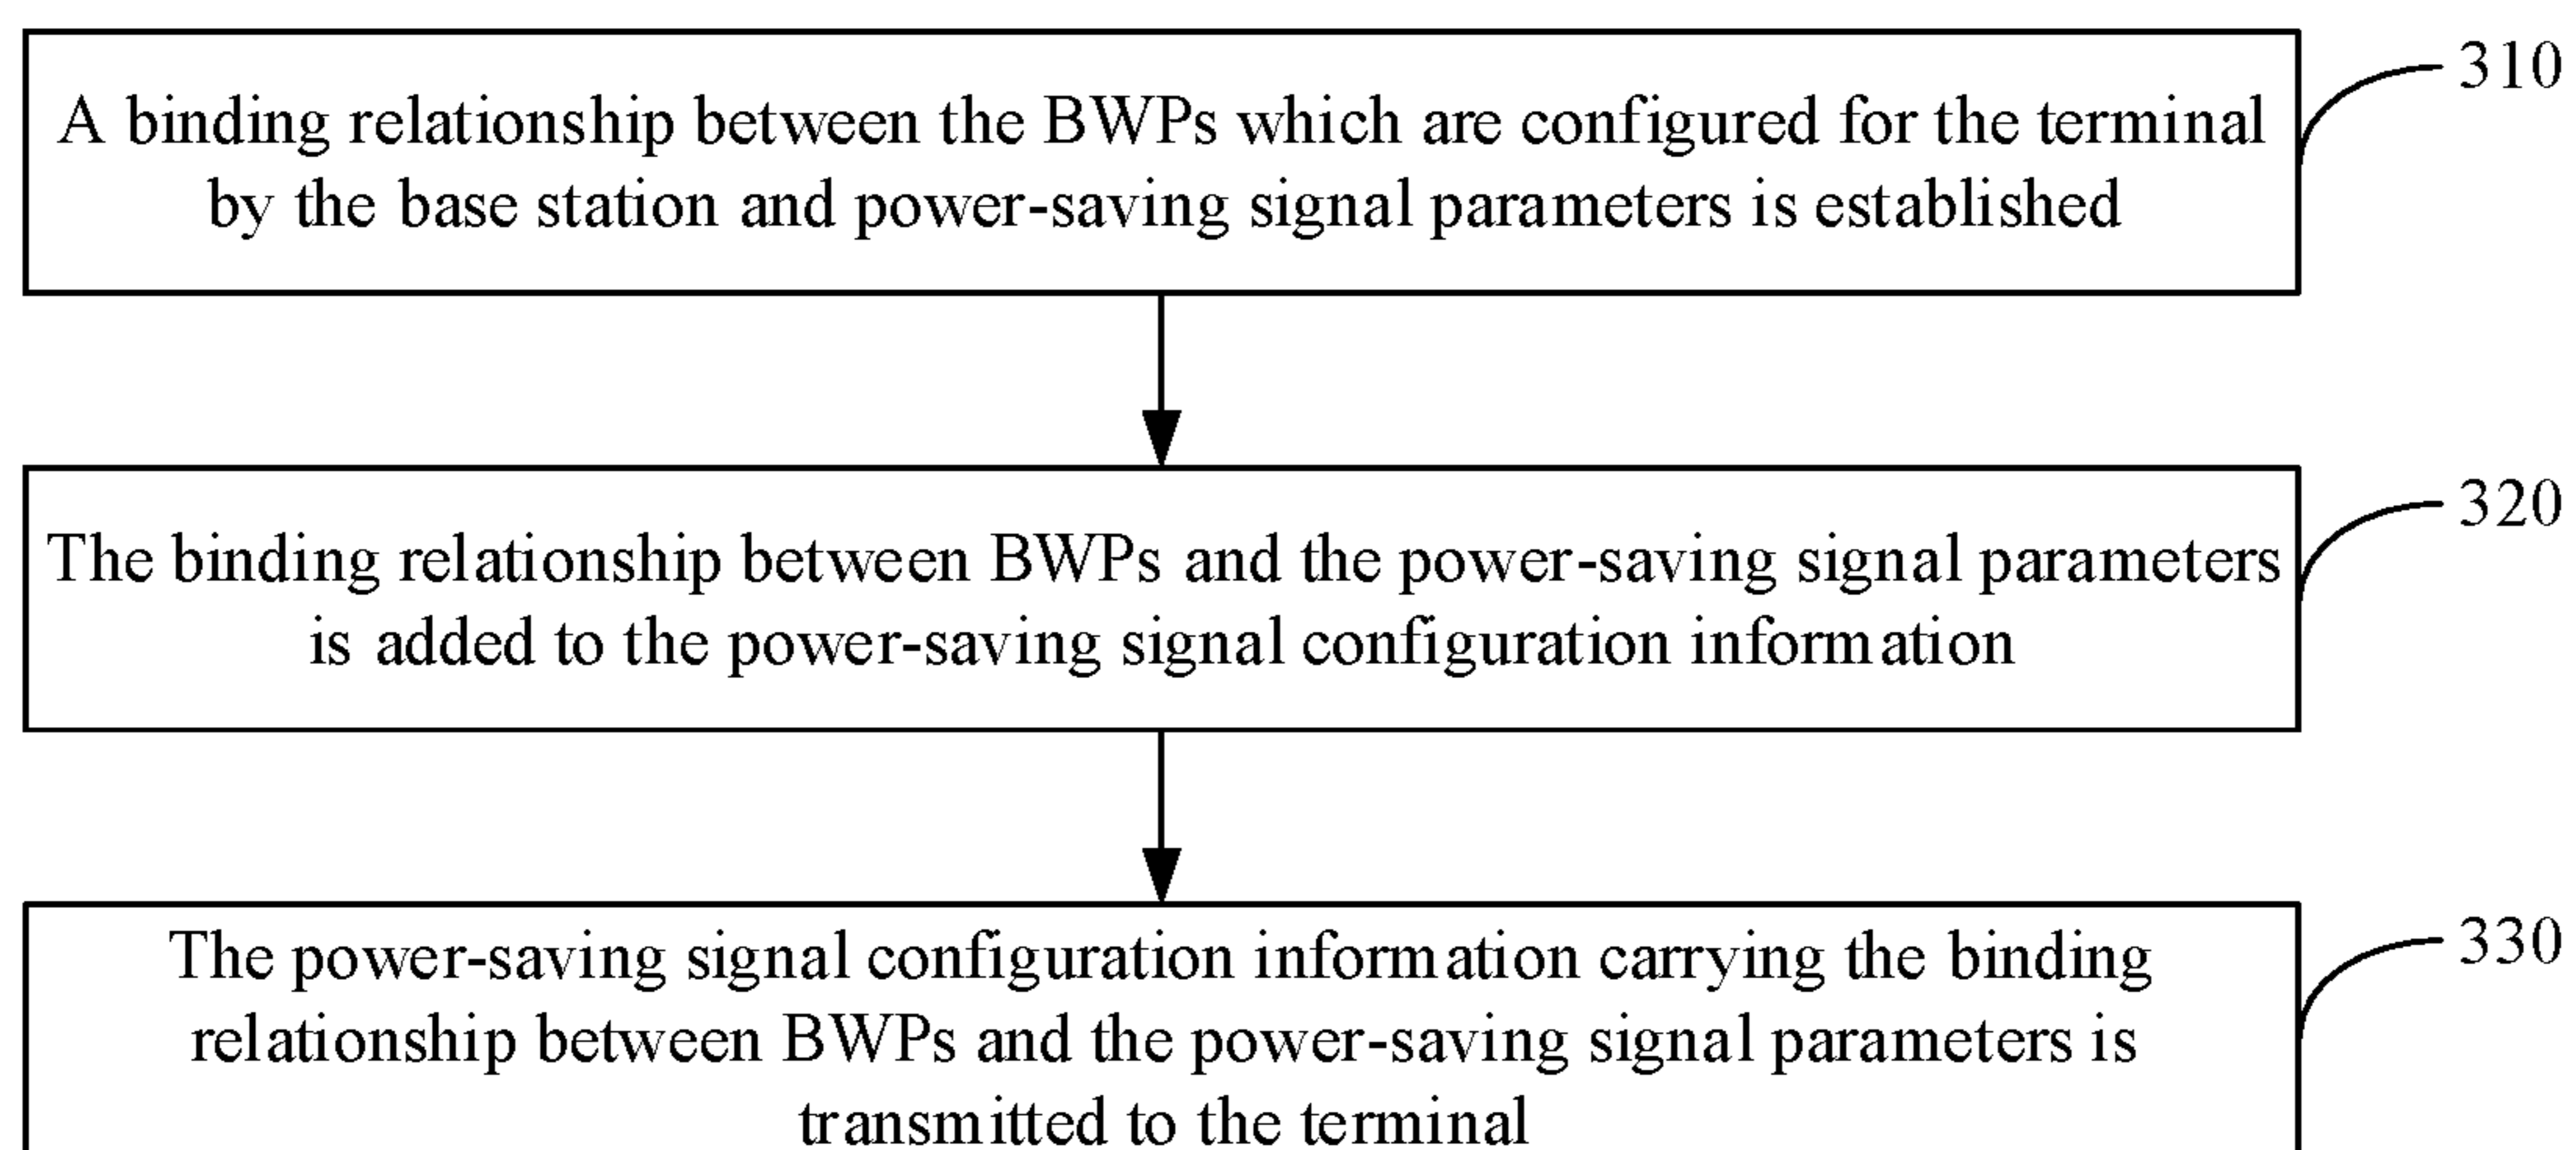 A binding relationship between the BWPs which are configured for the terminal
by the base station and power-saving signal parameters is established
310
The binding relationship between BWPs and the power-saving signal parameters
is added to the power-saving signal configuration information
320
The power-saving signal configuration information carrying the binding
relationship between BWPs and the power-saving signal parameters is
transmitted to the terminal
330